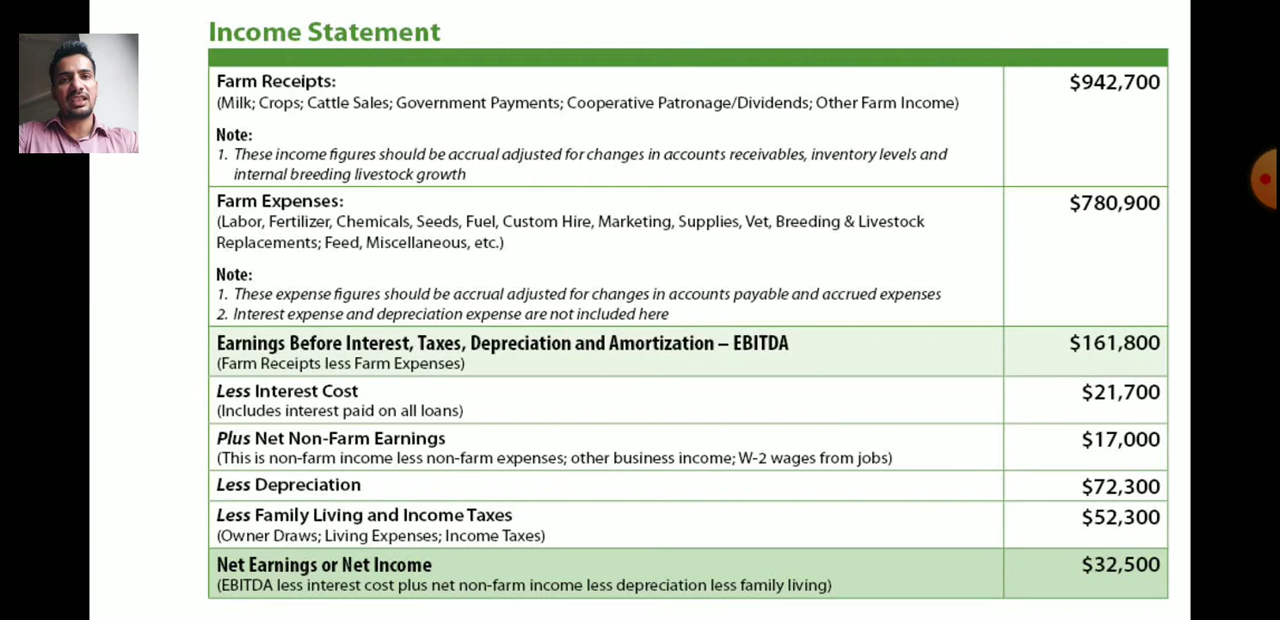 Income Statement
Farm Receipts:
$942,700
(Milk; Crops; Cattle Sales; Government Payments; Cooperative Patronage/Dividends; Other Farm Income)
Note:
1. These income figures should be accrual adjusted for changes in accounts receivables, inventory levels and
internal breeding livestock growth
Farm Expenses:
$780,900
(Labor, Fertilizer, Chemicals, Seeds, Fuel, Custom Hire, Marketing, Supplies, Vet, Breeding & Livestock
Replacements; Feed, Miscellaneous, etc.)
Note:
1. These expense figures should be accrual adjusted for changes in accounts payable and accrued expenses
2. Interest expense and depreciation expense are not included here
Earnings Before Interest, Taxes, Depreciation and Amortization – EBITDA
$161,800
(Farm Receipts less Farm Expenses)
Less Interest Cost
$21,700
(Includes interest paid on all loans)
Plus Net Non-Farm Earnings
$17,000
(This is non-farm income less non-farm expenses; other business income; W-2 wages from jobs)
Less Depreciation
$72,300
Less Family Living and Income Taxes
$52,300
(Owner Draws; Living Expenses; Income Taxes)
Net Earnings or Net Income
$32,500
(EBITDA less interest cost plus net non-farm income less depreciation less family living)